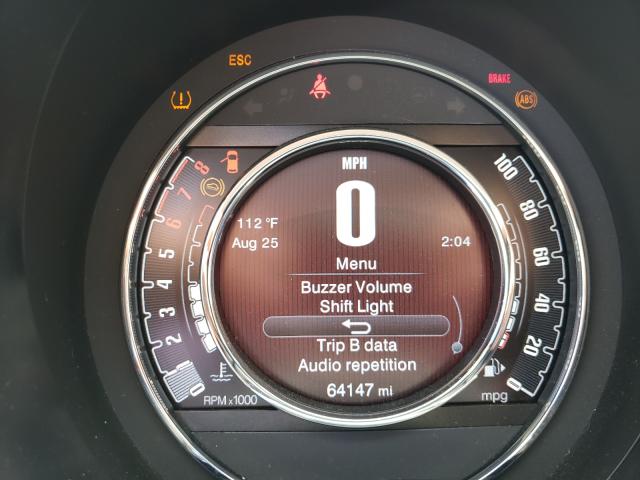 ESC
BRAKE
ABS
MPH
0
112 °F
Aug 25
2:04
Menu
Buzzer Volume
Shift Light
Trip B data
Audio repetition
64147 mi
8
7
6
5
4
3
2
1
0
RPM x1000
100
80
60
40
20
0
mpg